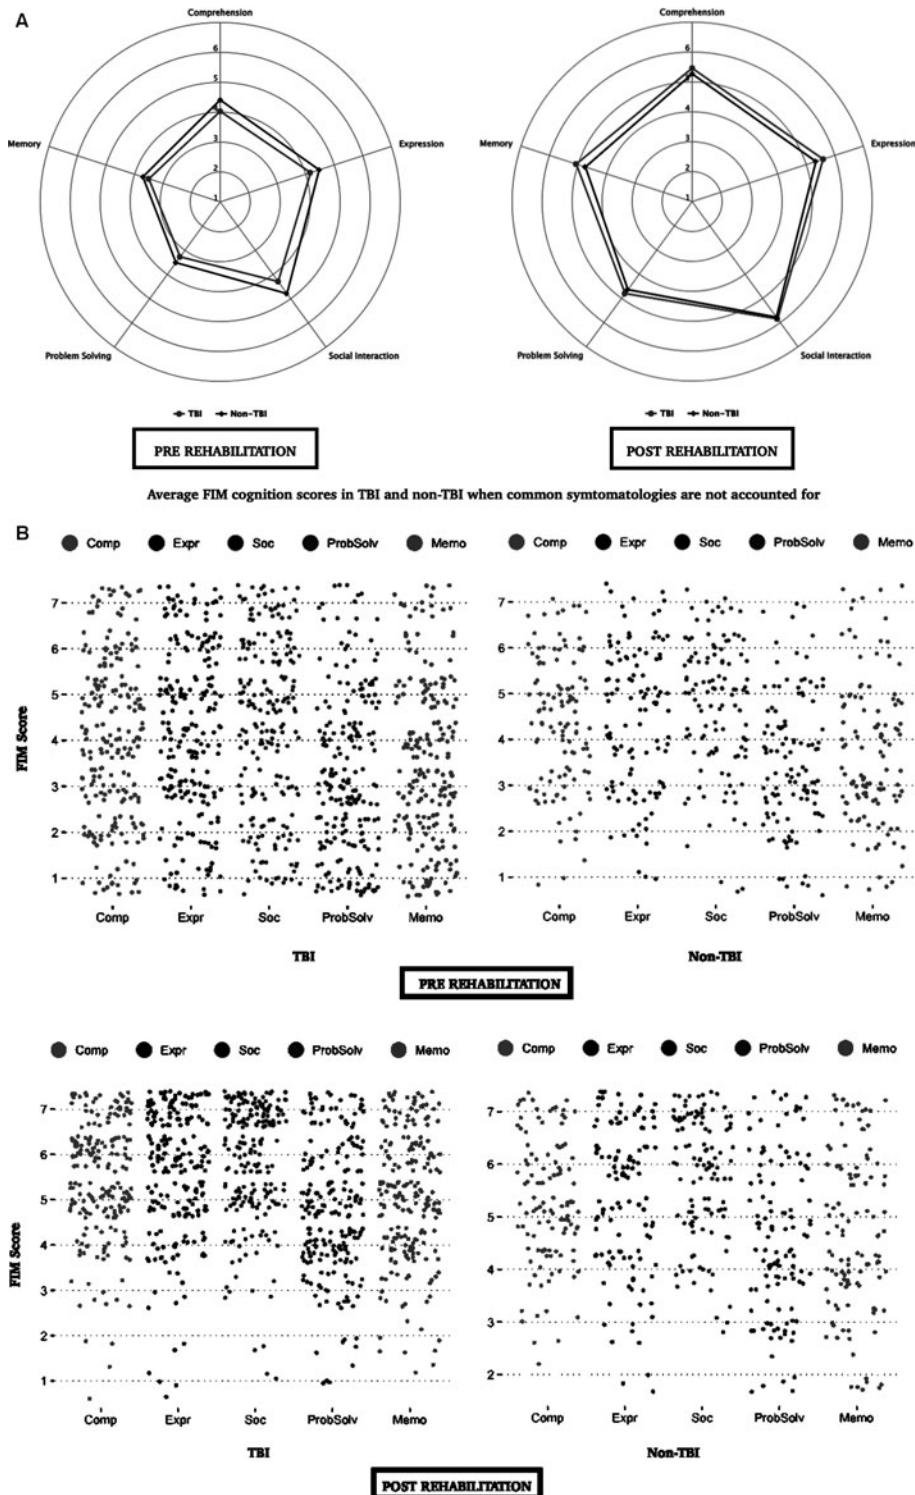 A
Comprehension
Comprehension
6
5
4
3
2
1
Memory
Expression
Problem Solving
Social Interaction
6
5
4
3
2
1
Memory
Expression
Problem Solving
Social Interaction
TBI Non-TBI
TBI Non-TBI
PRE REHABILITATION
POST REHABILITATION
Average FIM cognition scores in TBI and non-TBI when common symtomatologies are not accounted for
B
Comp Expr Soc ProbSolv Memo
Comp Expr Soc ProbSolv Memo
FIM Score
7
6
5
4
3
2
1
7
6
5
4
3
2
1
Comp Expr Soc ProbSolv Memo
Comp Expr Soc ProbSolv Memo
TBI
Non-TBI
PRE REHABILITATION
Comp Expr Soc ProbSolv Memo
Comp Expr Soc ProbSolv Memo
FIM Score
7
6
5
4
3
2
1
7
6
5
4
3
2
Comp Expr Soc ProbSolv Memo
Comp Expr Soc ProbSolv Memo
TBI
Non-TBI
POST REHABILITATION